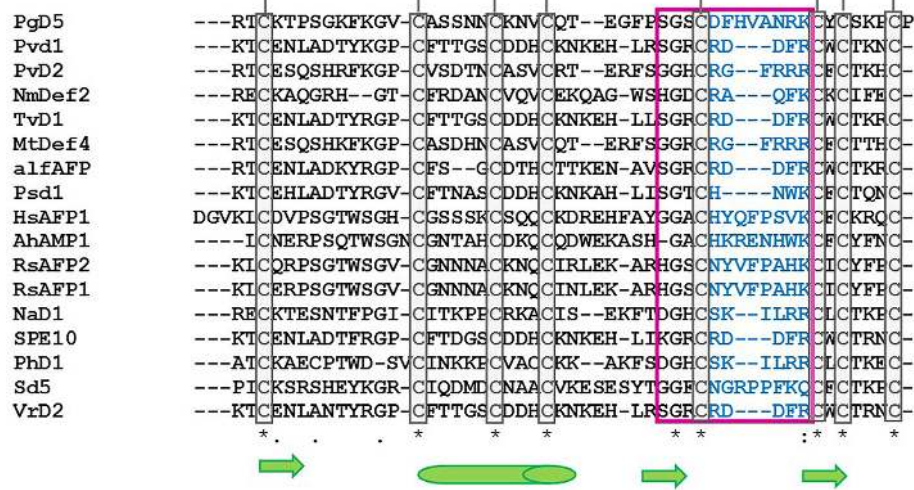 PgD5 ---RTCKTPSGKFKGV-CASSNNCKNVCQT--EGFPSGSCDFHVANRKCYCSKPCP
Pvd1 ---KTCENLADTYKGP-CFTTGSCDDHCKNKEH-LRSGRCRD---DFRCWCTKNC-
PvD2 ---RTCESQSHRFKGP-CVSDTNCASVCRT--ERFSGGHCRG--FRRRCFCTKHC-
NmDef2 ---RECKAQGRH--GT-CFRDANCVQVCEKQAG-WSHGDCRA---QFKCKCIFEC-
TvD1 ---KTCENLADTYRGP-CFTTGSCDDHCKNKEH-LLSGRCRD---DFRCWCTKRC-
MtDef4 ---RTCESQSHKFKGP-CASDHNCASVCQT--ERFSGGRCRG--FRRRCFCTTHC-
alfAFP ---RTCENLADKYRGP-CFS--GCDTHCTTKEN-AVSGRCRD---DFRCWCTKRC-
Psd1 ---KTCEHLADTYRGV-CFTNASCDDHCKNKAH-LISGTCH----NWKCFCTQNC-
HsAFP1 DGVKLCDVPSGTWSGH-CGSSSKCSQQCKDREHFAYGGACHYQFPSVKCFCKRQC-
AhAMP1 ---LCNERPSQTWSGNCGNTAHCDKQCQDWEKASH-GACHKRENHWKCFCYFNC-
RsAFP2 ---KLCQRPSGTWSGV-CGNNNACKNQCIRLEK-ARHGSCNYVFPAHKCICYFPC-
RsAFP1 ---KLCERPSGTWSGV-CGNNNACKNQCINLEK-ARHGSCNYVFPAHKCICYFPC-
NaD1 ---RECKTESNTFPGI-CITKPPCRKACIS--EKFTDGHCSK--ILRRCLCTKPC-
SPE10 ---KTCENLADTFRGP-CFTDGSCDDHCKNKEH-LIKGRCRD---DFRCWCTRNC-
PhD1 ---ATCKAECPTWD-SVCINKKPCVACCKK--AKFSDGHCSK--ILRRCLCTKEC-
Sd5 ---PICKSRSHEYKGR-CIQDMDCNAACVKESESYTGGFCNGRPPFKQCFCTKPC-
VrD2 ---KTCENLANTYRGP-CFTTGSCDDHCKNKEH-LRSGRCRD---DFRCWCTRNC-
*. . . * * * * * :* * *